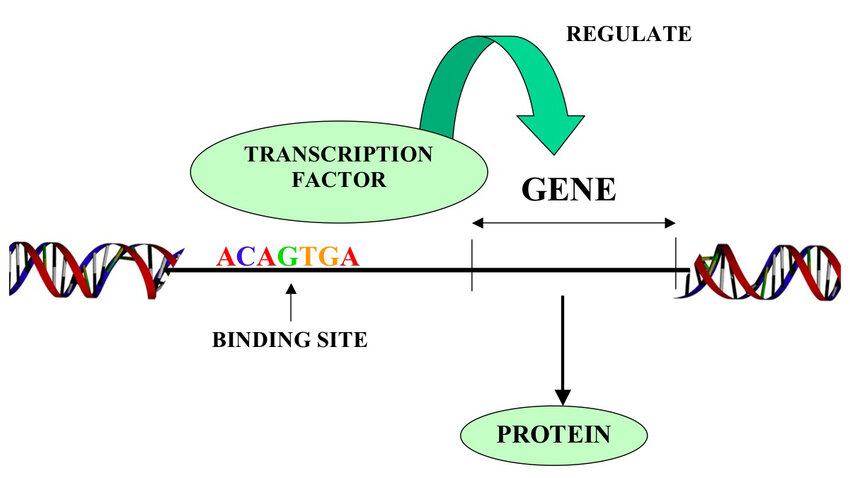 REGULATE
TRANSCRIPTION
FACTOR
GENE
ACAGTGA
BINDING SITE
PROTEIN